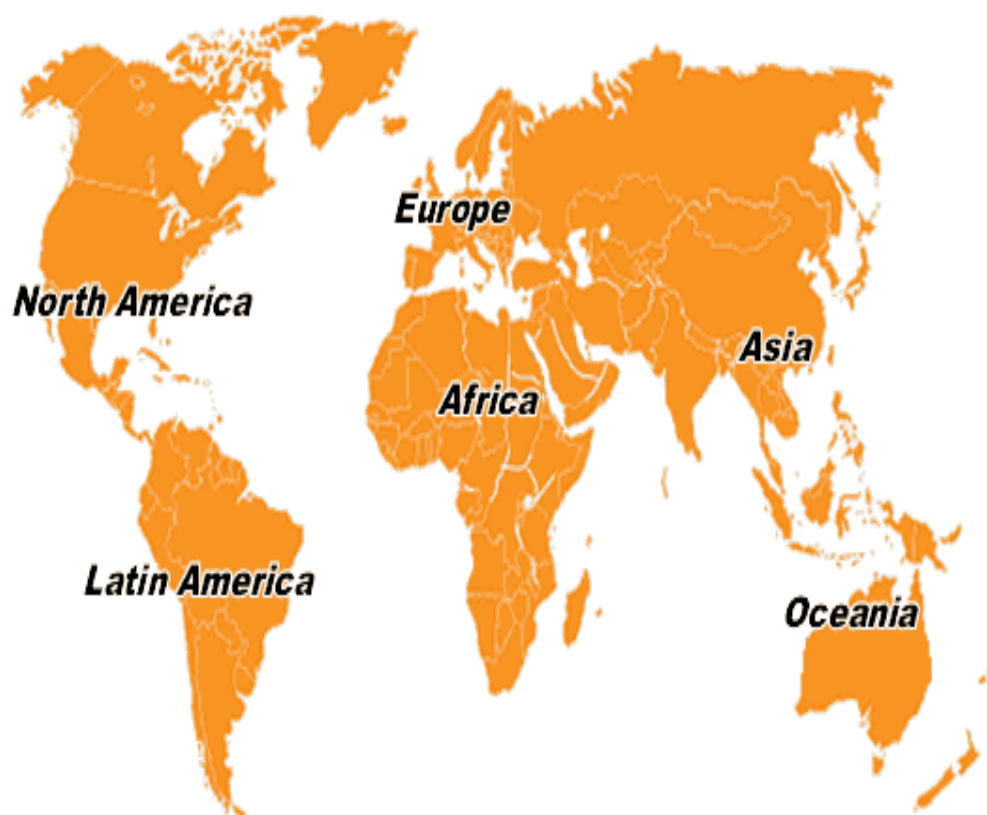 Europe
North America
Asia
Africa
Latin America
Oceania